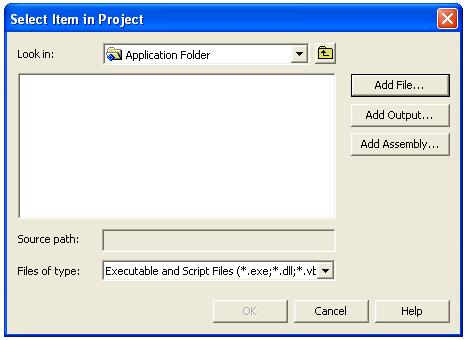 Select Item in Project
Look in: Application Folder
Add File...
Add Output...
Add Assembly...
Source path:
Files of type: Executable and Script Files (*.exe;*.dll;*.vb
OK Cancel Help